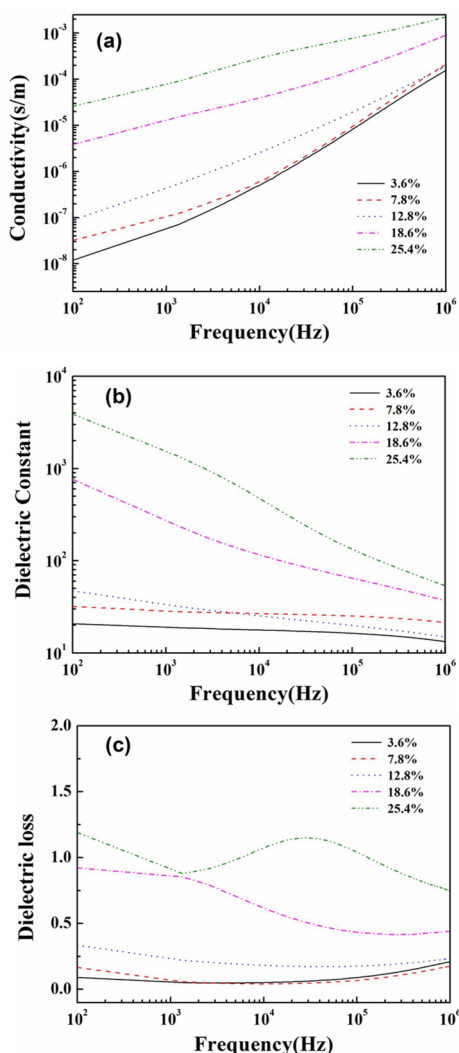 (a)
10⁻³
10⁻⁴
10⁻⁵
10⁻⁶
10⁻⁷
10⁻⁸
Conductivity(s/m)
3.6%
7.8%
12.8%
18.6%
25.4%
10² 10³ 10⁴ 10⁵ 10⁶
Frequency(Hz)
(b)
10⁴
10³
10²
10¹
Dielectric Constant
3.6%
7.8%
12.8%
18.6%
25.4%
10² 10³ 10⁴ 10⁵ 10⁶
Frequency(Hz)
(c)
2.0
1.5
1.0
0.5
0.0
Dielectric loss
3.6%
7.8%
12.8%
18.6%
25.4%
10² 10³ 10⁴ 10⁵ 10⁶
Frequency(Hz)